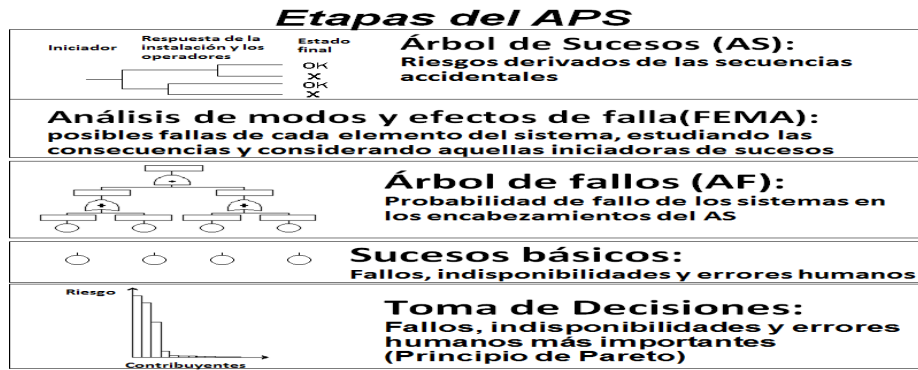 Etapas del APS
Iniciador
Respuesta de la
instalación y los
operadores
Estado
final
OK
X
OK
X
Árbol de Sucesos (AS):
Riesgos derivados de las secuencias
accidentales
Análisis de modos y efectos de falla(FEMA):
posibles fallas de cada elemento del sistema, estudiando las
consecuencias y considerando aquellas iniciadoras de sucesos
Árbol de fallos (AF):
Probabilidad de fallo de los sistemas en
los encabezamientos del AS
Sucesos básicos:
Fallos, indisponibilidades y errores humanos
Riesgo
Contribuyentes
Toma de Decisiones:
Fallos, indisponibilidades y errores
humanos más importantes
(Principio de Pareto)